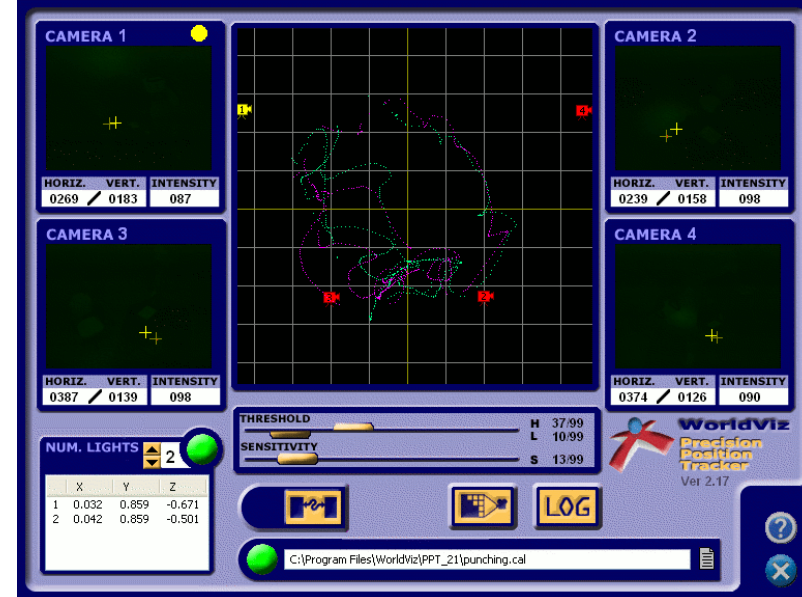 CAMERA 1
HORIZ. VERT. INTENSITY
0269 0183 087
CAMERA 2
HORIZ. VERT. INTENSITY
0239 0158 098
1
4
3
2
CAMERA 3
HORIZ. VERT. INTENSITY
0387 0139 098
CAMERA 4
HORIZ. VERT. INTENSITY
0374 0126 090
THRESHOLD
H 37/99
L 10/99
SENSITIVITY
S 13/99
WorldViz
Precision
Position
Tracker
Ver 2.17
NUM. LIGHTS 2
X Y Z
1 0.032 0.859 -0.671
2 0.042 0.859 -0.501
LOG
C:\Program Files\WorldViz\PPT_21\punching.cal
?